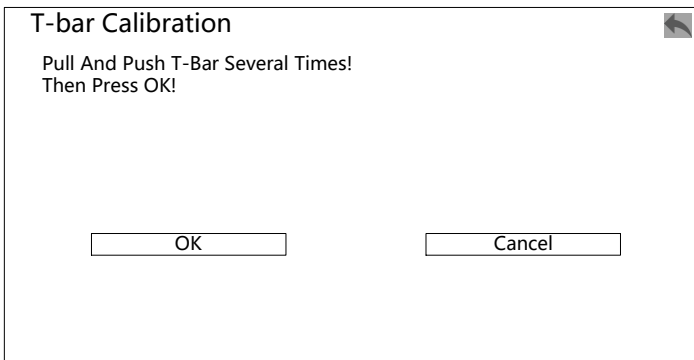 T-bar Calibration
Pull And Push T-Bar Several Times!
Then Press OK!
OK
Cancel